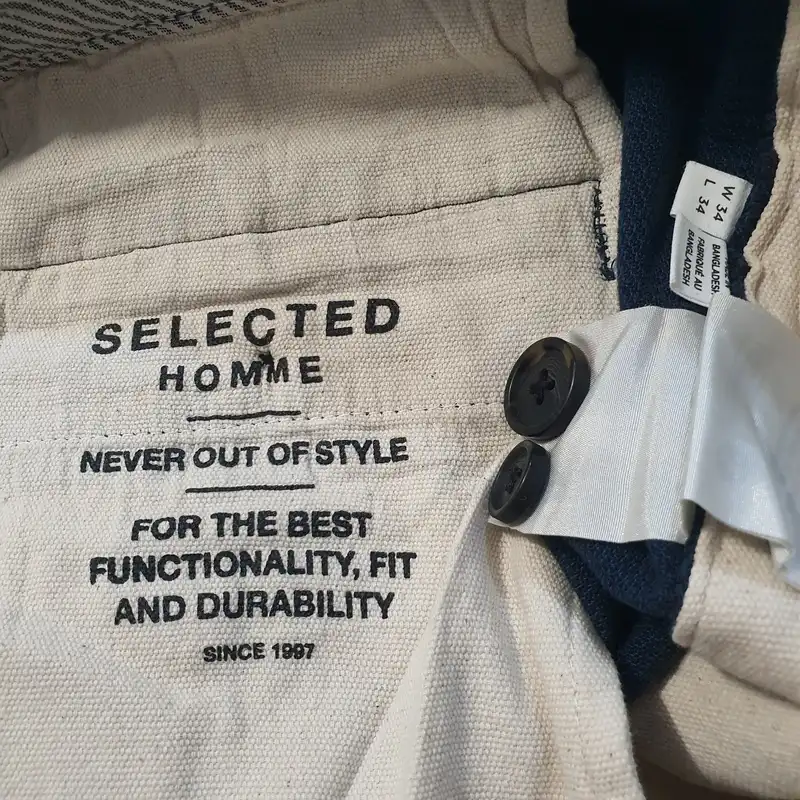 SELECTED
HOMME
NEVER OUT OF STYLE
FOR THE BEST
FUNCTIONALITY, FIT
AND DURABILITY
SINCE 1997
W 34
L 34
BANGLADESH
FABRIQUÉ AU
BANGLADESH